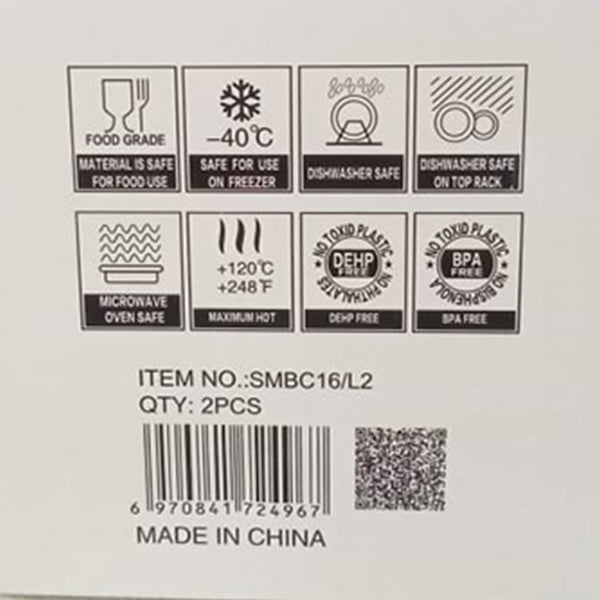 FOOD GRADE
MATERIAL IS SAFE
FOR FOOD USE
–40℃
SAFE FOR USE
ON FREEZER
DISHWASHER SAFE
DISHWASHER SAFE
ON TOP RACK
MICROWAVE
OVEN SAFE
+120℃
+248℉
MAXIMUM HOT
NO TOXID PLASTIC
DEHP
FREE
NO PHTHALATES
DEHP FREE
NO TOXID PLASTIC
BPA
FREE
NO BISPHENOL A
BPA FREE
ITEM NO.:SMBC16/L2
QTY: 2PCS
6 970841 724967
MADE IN CHINA